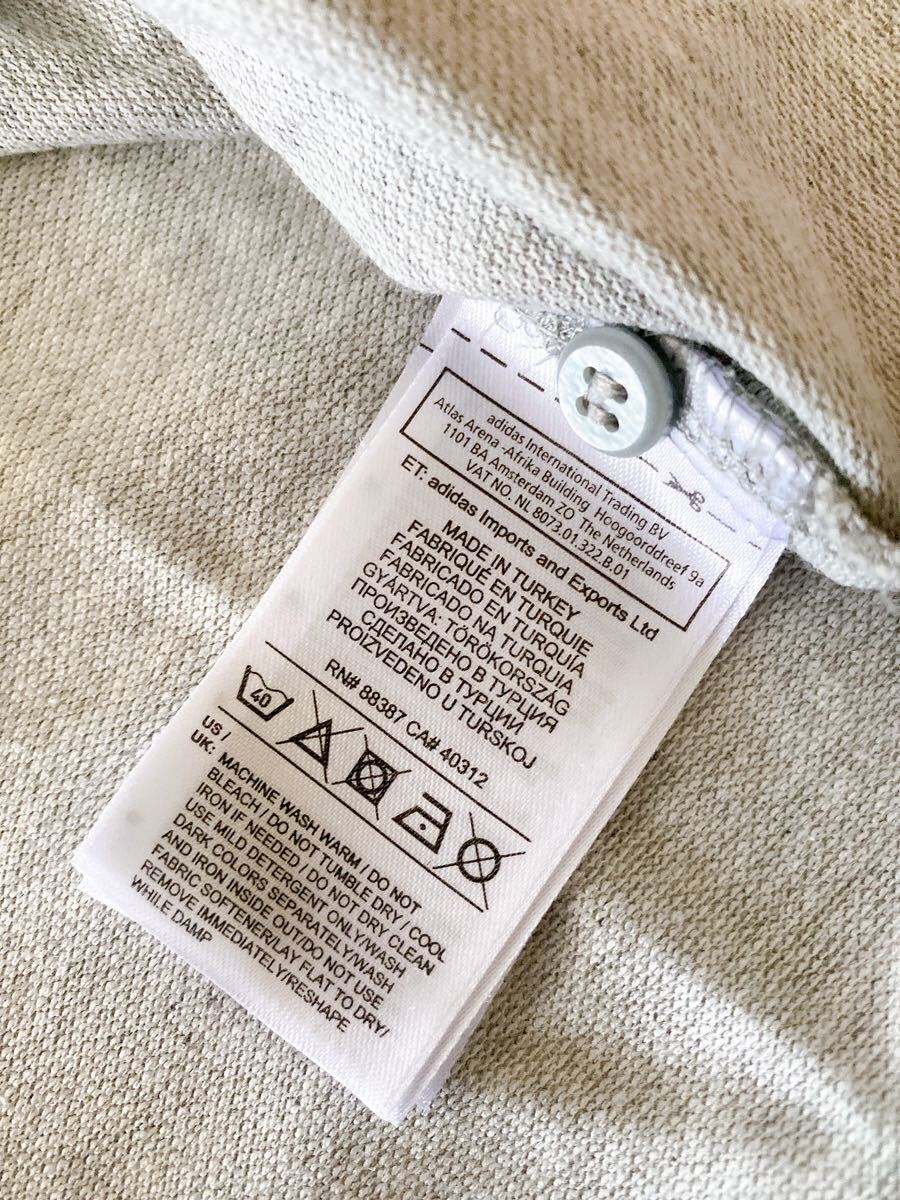 adidas International Trading BV
Atlas Arena -Afrika Building Hoogoorddreef 9a
1101 BA Amsterdam ZO The Netherlands
VAT NO. NL 8073.01.322.B.01
ET: adidas Imports and Exports Ltd
MADE IN TURKEY
FABRIQUÉ EN TURQUIE
FABRICADO EN TURQUÍA
FABRICADO NA TURQUIA
GYÁRTVA: TÖRÖKORSZÁG
ПРОИЗВЕДЕНО В ТУРЦИЯ
СДЕЛАНО В ТУРЦИИ
PROIZVEDENO U TURSKOJ
RN# 88387 CA# 40312
40
US /
UK: MACHINE WASH WARM / DO NOT
BLEACH / DO NOT TUMBLE DRY / COOL
IRON IF NEEDED / DO NOT DRY CLEAN
USE MILD DETERGENT ONLY/WASH
DARK COLORS SEPARATELY/WASH
AND IRON INSIDE OUT/DO NOT USE
FABRIC SOFTENER/LAY FLAT TO DRY/
REMOVE IMMEDIATELY/RESHAPE
WHILE DAMP